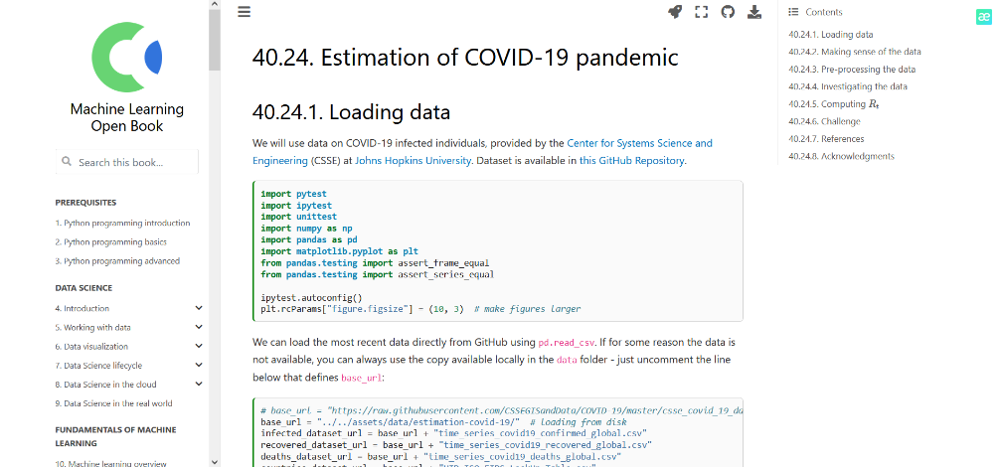 Machine Learning
Open Book
Search this book...
PREREQUISITES
1. Python programming introduction
2. Python programming basics
3. Python programming advanced
DATA SCIENCE
4. Introduction
5. Working with data
6. Data visualization
7. Data Science lifecycle
8. Data Science in the cloud
9. Data Science in the real world
FUNDAMENTALS OF MACHINE
LEARNING
10. Machine learning overview
40.24. Estimation of COVID-19 pandemic
40.24.1. Loading data
We will use data on COVID-19 infected individuals, provided by the Center for Systems Science and
Engineering (CSSE) at Johns Hopkins University. Dataset is available in this GitHub Repository.
import pytest
import ipytest
import unittest
import numpy as np
import pandas as pd
import matplotlib.pyplot as plt
from pandas.testing import assert_frame_equal
from pandas.testing import assert_series_equal
ipytest.autoconfig()
plt.rcParams["figure.figsize"] = (10, 3)  # make figures larger
We can load the most recent data directly from GitHub using pd.read_csv. If for some reason the data is
not available, you can always use the copy available locally in the data folder - just uncomment the line
below that defines base_url:
# base_url = "https://raw.githubusercontent.com/CSSEGISandData/COVID-19/master/csse_covid_19_da
base_url = "../../assets/data/estimation-covid-19/"  # loading from disk
infected_dataset_url = base_url + "time_series_covid19_confirmed_global.csv"
recovered_dataset_url = base_url + "time_series_covid19_recovered_global.csv"
deaths_dataset_url = base_url + "time_series_covid19_deaths_global.csv"
Contents
40.24.1. Loading data
40.24.2. Making sense of the data
40.24.3. Pre-processing the data
40.24.4. Investigating the data
40.24.5. Computing Rt
40.24.6. Challenge
40.24.7. References
40.24.8. Acknowledgments
æ